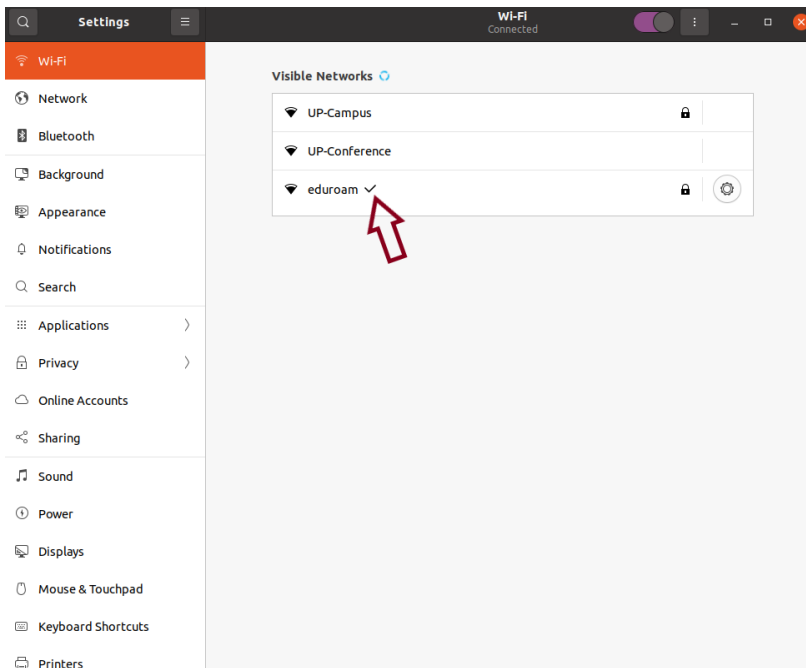 Settings
Wi-Fi
Connected
Wi-Fi
Network
Bluetooth
Background
Appearance
Notifications
Search
Applications
Privacy
Online Accounts
Sharing
Sound
Power
Displays
Mouse & Touchpad
Keyboard Shortcuts
Printers
Visible Networks
UP-Campus
UP-Conference
eduroam